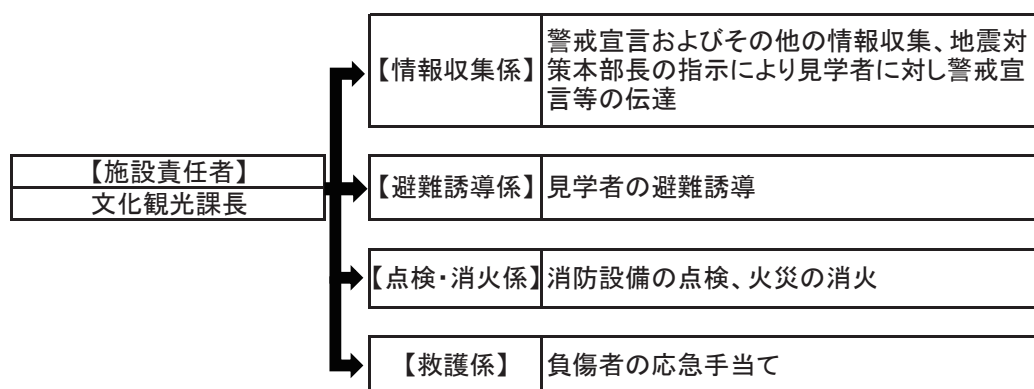 【情報収集係】
警戒宣言およびその他の情報収集、地震対
策本部長の指示により見学者に対し警戒宣
言等の伝達
【施設責任者】
文化観光課長
【避難誘導係】
見学者の避難誘導
【点検・消火係】
消防設備の点検、火災の消火
【救護係】
負傷者の応急手当て